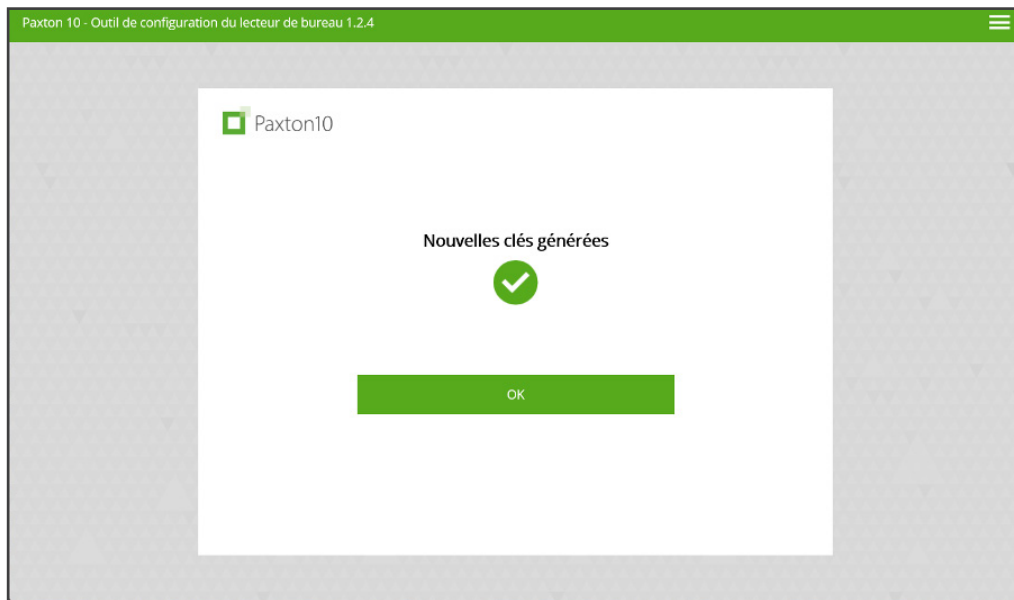 Paxton 10 - Outil de configuration du lecteur de bureau 1.2.4
Paxton10
Nouvelles clés générées
OK